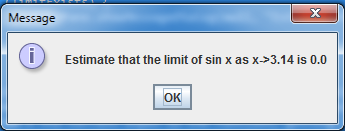 Message
Estimate that the limit of sin x as x->3.14 is 0.0
OK